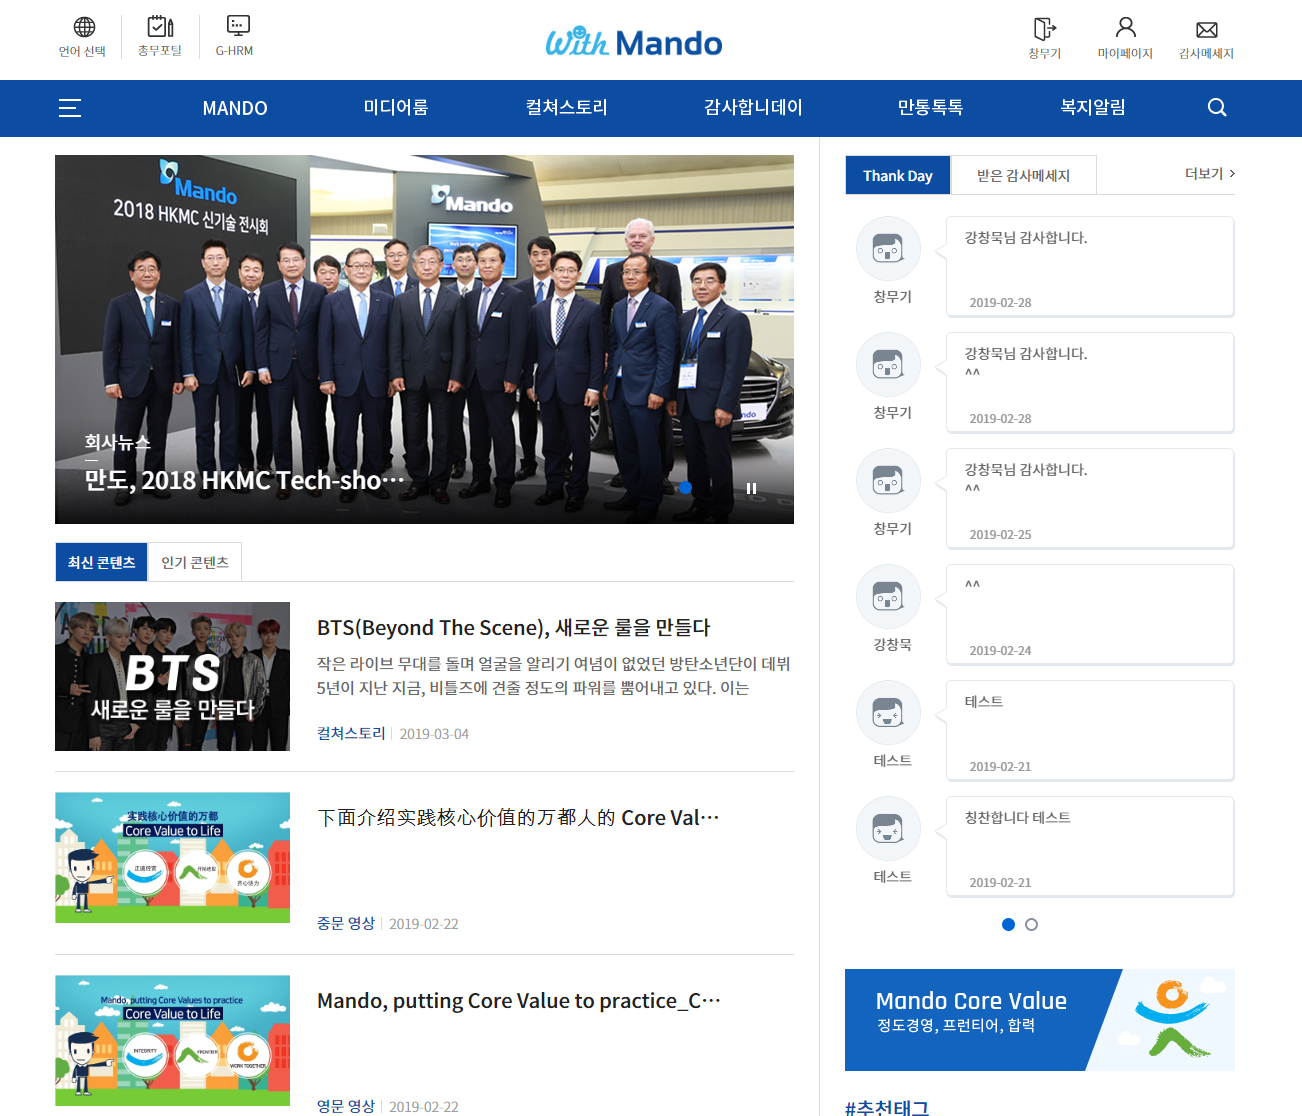 언어 선택
총무포털
G-HRM
With Mando
창무기
마이페이지
감사메세지
MANDO
미디어룸
컬쳐스토리
감사합니데이
만통톡톡
복지알림
Mando
2018 HKMC 신기술 전시회
Mando
회사뉴스
만도, 2018 HKMC Tech-sho⋯
최신 콘텐츠
인기 콘텐츠
BTS
새로운 룰을 만들다
BTS(Beyond The Scene), 새로운 룰을 만들다
작은 라이브 무대를 돌며 얼굴을 알리기 여념이 없었던 방탄소년단이 데뷔
5년이 지난 지금, 비틀즈에 견줄 정도의 파워를 뿜어내고 있다. 이는
컬쳐스토리 | 2019-03-04
实践核心价值的万都
Core Value to Life
正道经营
开拓进取
齐心协力
下面介绍实践核心价值的万都人的 Core Val⋯
중문 영상 | 2019-02-22
Mando, putting Core Values to practice
Core Value to Life
INTEGRITY
FRONTIER
WORK TOGETHER
Mando, putting Core Value to practice_C⋯
영문 영상 | 2019-02-22
Thank Day
받은 감사메세지
더보기 >
강창묵님 감사합니다.
창무기
2019-02-28
강창묵님 감사합니다.
^^
창무기
2019-02-28
강창묵님 감사합니다.
^^
창무기
2019-02-25
^^
강창묵
2019-02-24
테스트
테스트
2019-02-21
칭찬합니다 테스트
테스트
2019-02-21
Mando Core Value
정도경영, 프런티어, 합력
#추천태그